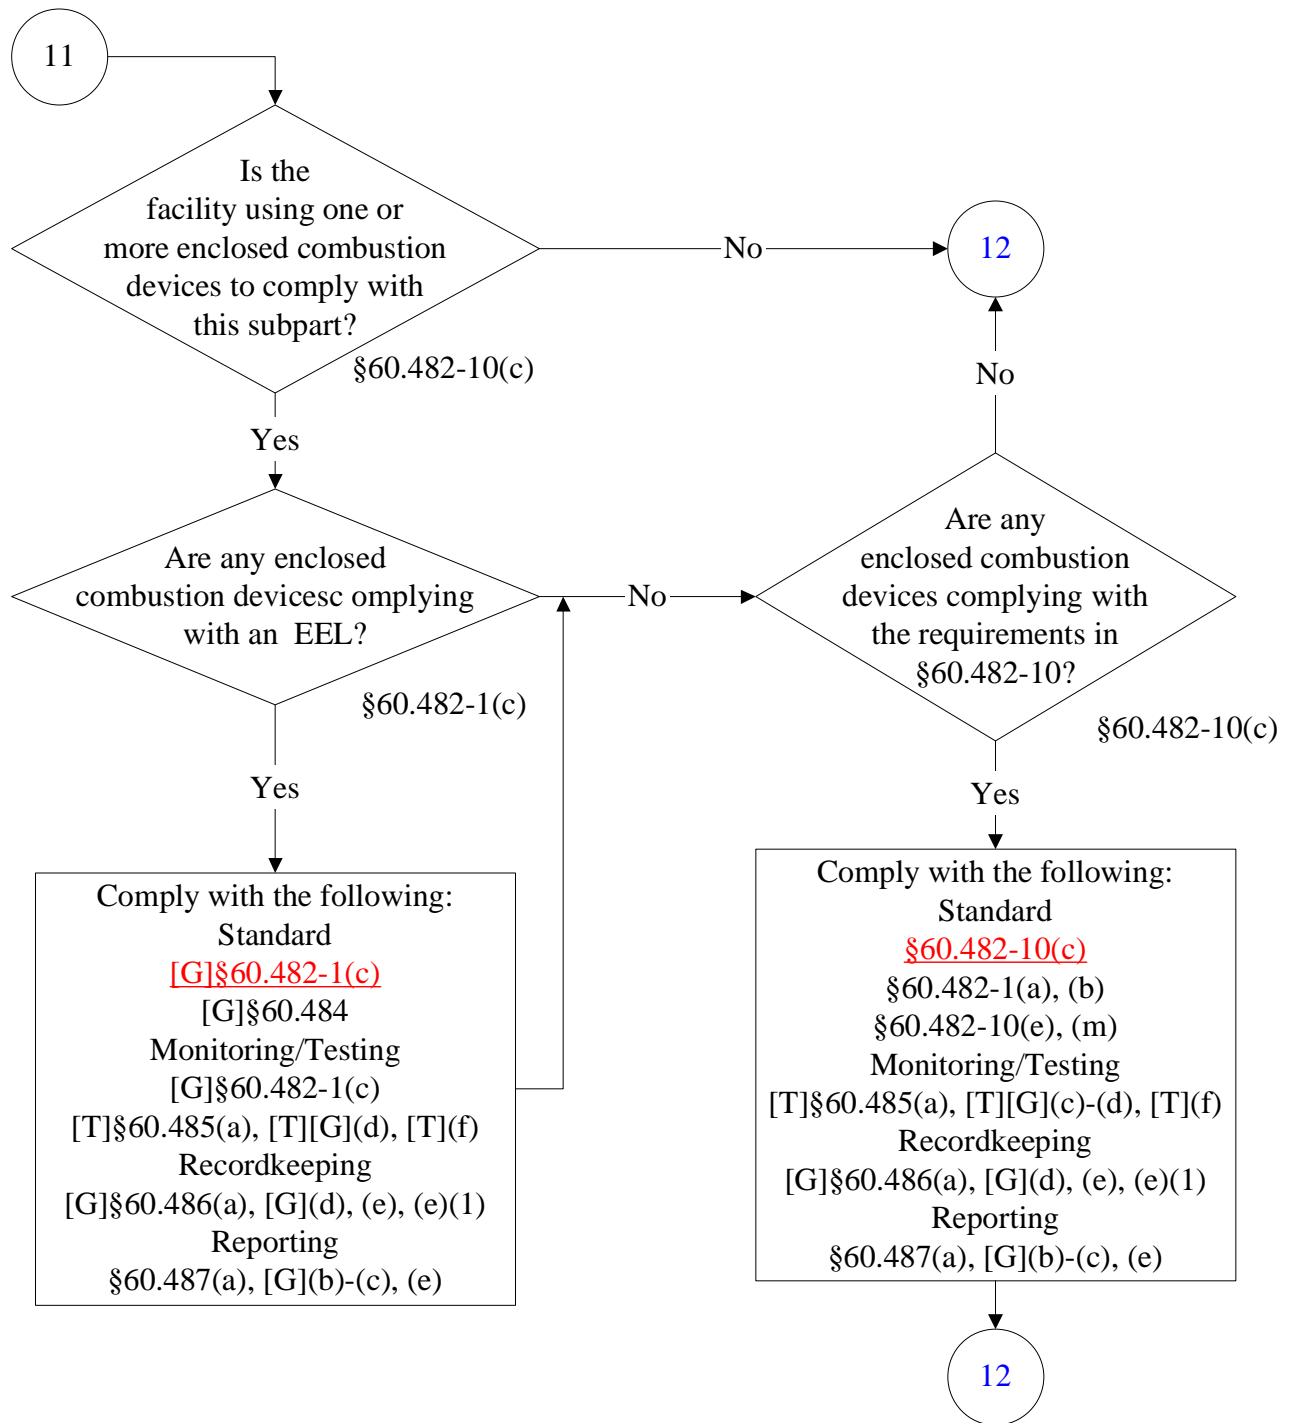 11
Is the
facility using one or
more enclosed combustion
devices to comply with
this subpart?
§60.482-10(c)
No
12
Yes
No
Are any enclosed
combustion devicesc omplying
with an  EEL?
§60.482-1(c)
No
Are any
enclosed combustion
devices complying with
the requirements in
§60.482-10?
§60.482-10(c)
Yes
Yes
Comply with the following:
Standard
[G]§60.482-1(c)
[G]§60.484
Monitoring/Testing
[G]§60.482-1(c)
[T]§60.485(a), [T][G](d), [T](f)
Recordkeeping
[G]§60.486(a), [G](d), (e), (e)(1)
Reporting
§60.487(a), [G](b)-(c), (e)
Comply with the following:
Standard
§60.482-10(c)
§60.482-1(a), (b)
§60.482-10(e), (m)
Monitoring/Testing
[T]§60.485(a), [T][G](c)-(d), [T](f)
Recordkeeping
[G]§60.486(a), [G](d), (e), (e)(1)
Reporting
§60.487(a), [G](b)-(c), (e)
12